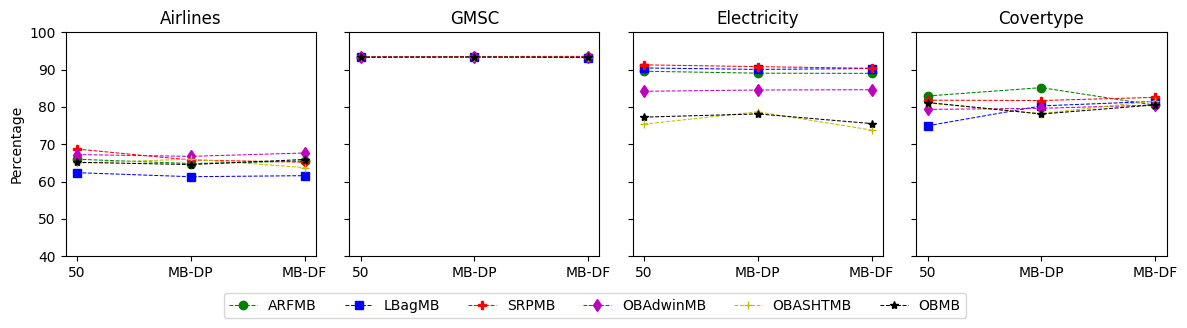 Airlines GMSC Electricity Covertype
Percentage
100
90
80
70
60
50
40
50 MB-DP MB-DF 50 MB-DP MB-DF 50 MB-DP MB-DF 50 MB-DP MB-DF
ARFMB LBagMB SRPMB OBAdwinMB OBASHTMB OBMB